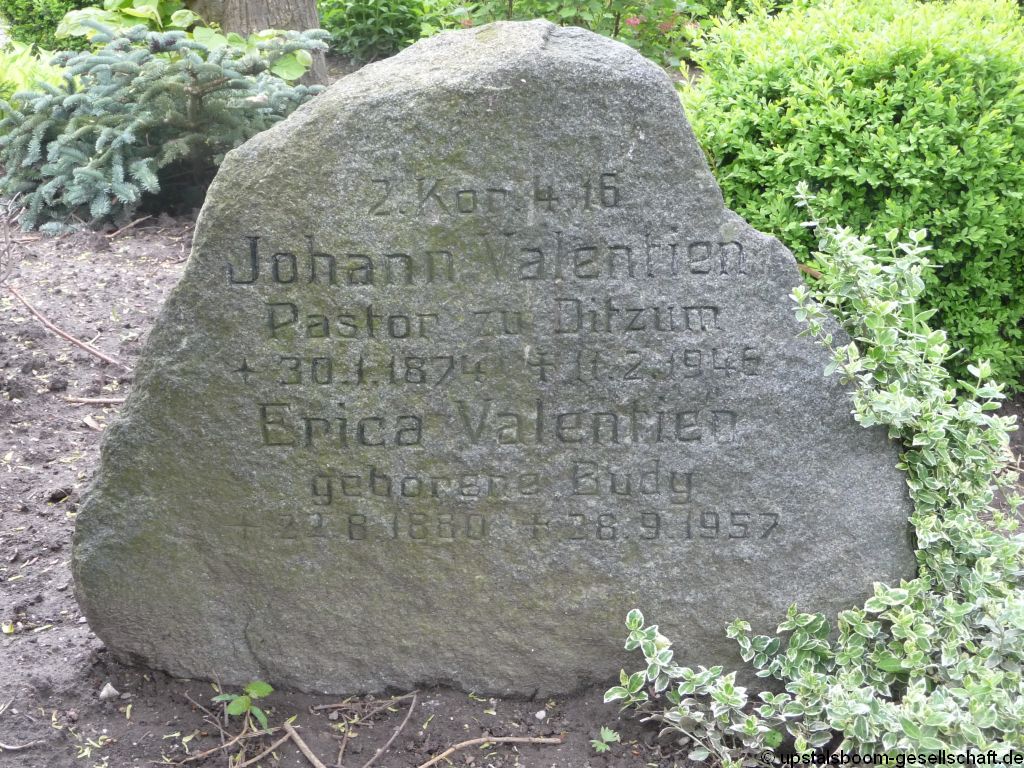 2. Kor 4.16
Johann Valentien
Pastor zu Ditzum
30.1.1874 11.2.1946
Erica Valentien
geborene Budy
22.8.1880 28.9.1957
© upstalsboom-gesellschaft.de